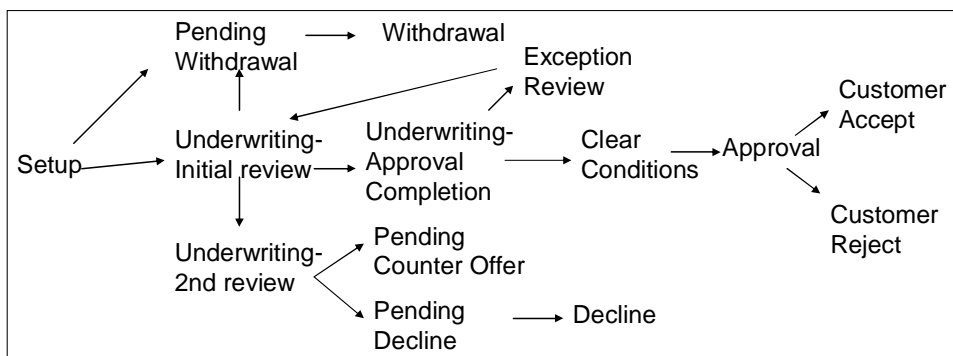 Pending
Withdrawal
Withdrawal
Exception
Review
Customer
Accept
Setup
Underwriting-
Initial review
Underwriting-
Approval
Completion
Clear
Conditions
Approval
Customer
Reject
Underwriting-
2nd review
Pending
Counter Offer
Pending
Decline
Decline